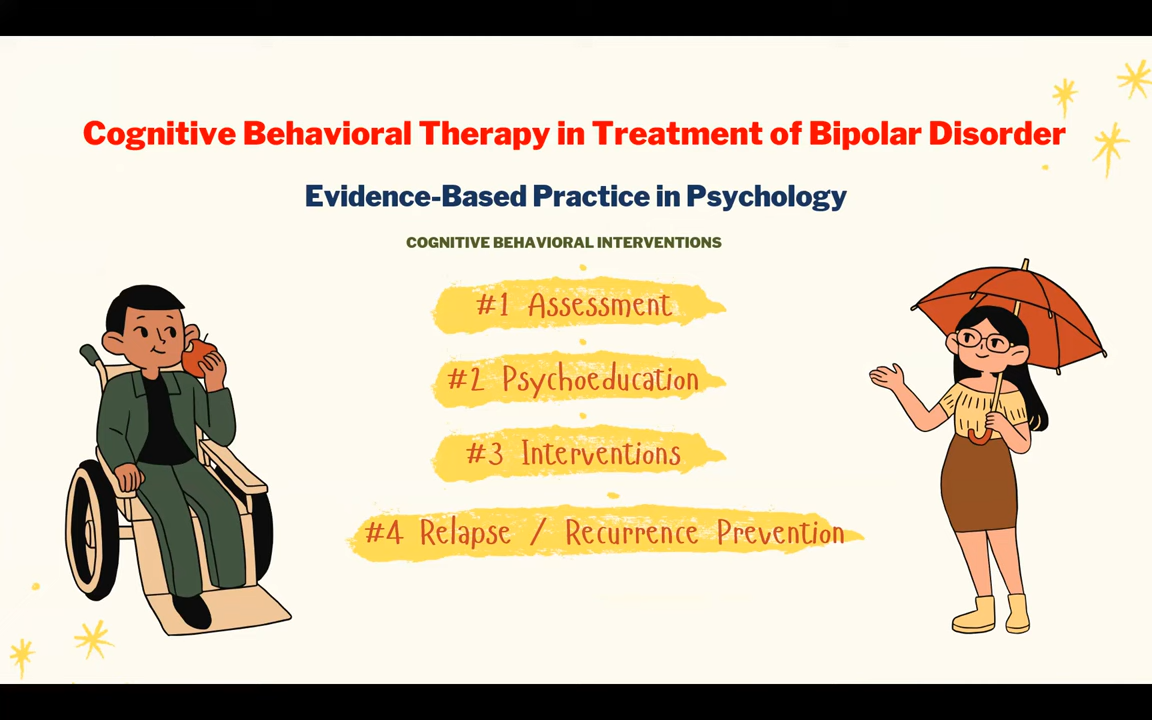 Cognitive Behavioral Therapy in Treatment of Bipolar Disorder
Evidence-Based Practice in Psychology
COGNITIVE BEHAVIORAL INTERVENTIONS
#1 Assessment
#2 Psychoeducation
#3 Interventions
#4 Relapse / Recurrence Prevention